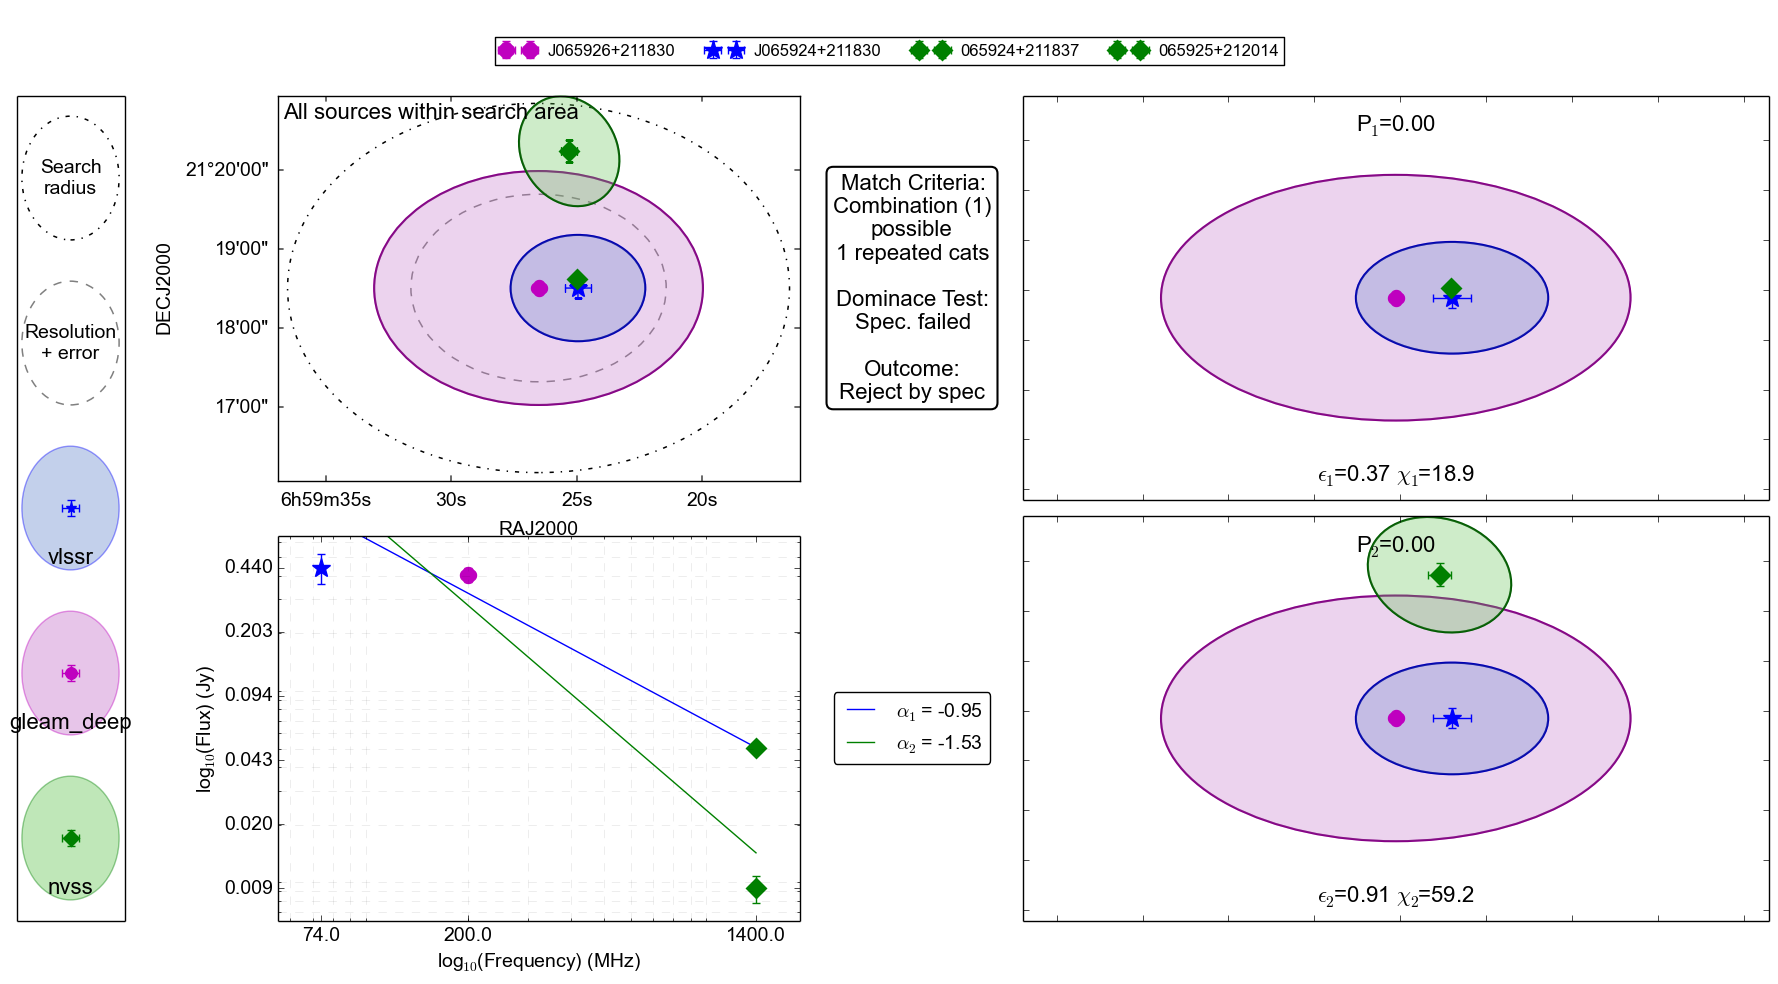 J065926+211830
J065924+211830
065924+211837
065925+212014
Search
radius
Resolution
+ error
vlssr
gleam_deep
nvss
All sources within search area
DECJ2000
21°20'00"
19'00"
18'00"
17'00"
6h59m35s
30s
25s
20s
RAJ2000
Match Criteria:
Combination (1)
possible
1 repeated cats
Dominace Test:
Spec. failed
Outcome:
Reject by spec
P₁=0.00
ϵ₁=0.37 χ₁=18.9
log₁₀(Flux) (Jy)
0.440
0.203
0.094
0.043
0.020
0.009
74.0
200.0
1400.0
log₁₀(Frequency) (MHz)
α₁ = -0.95
α₂ = -1.53
P₂=0.00
ϵ₂=0.91 χ₂=59.2